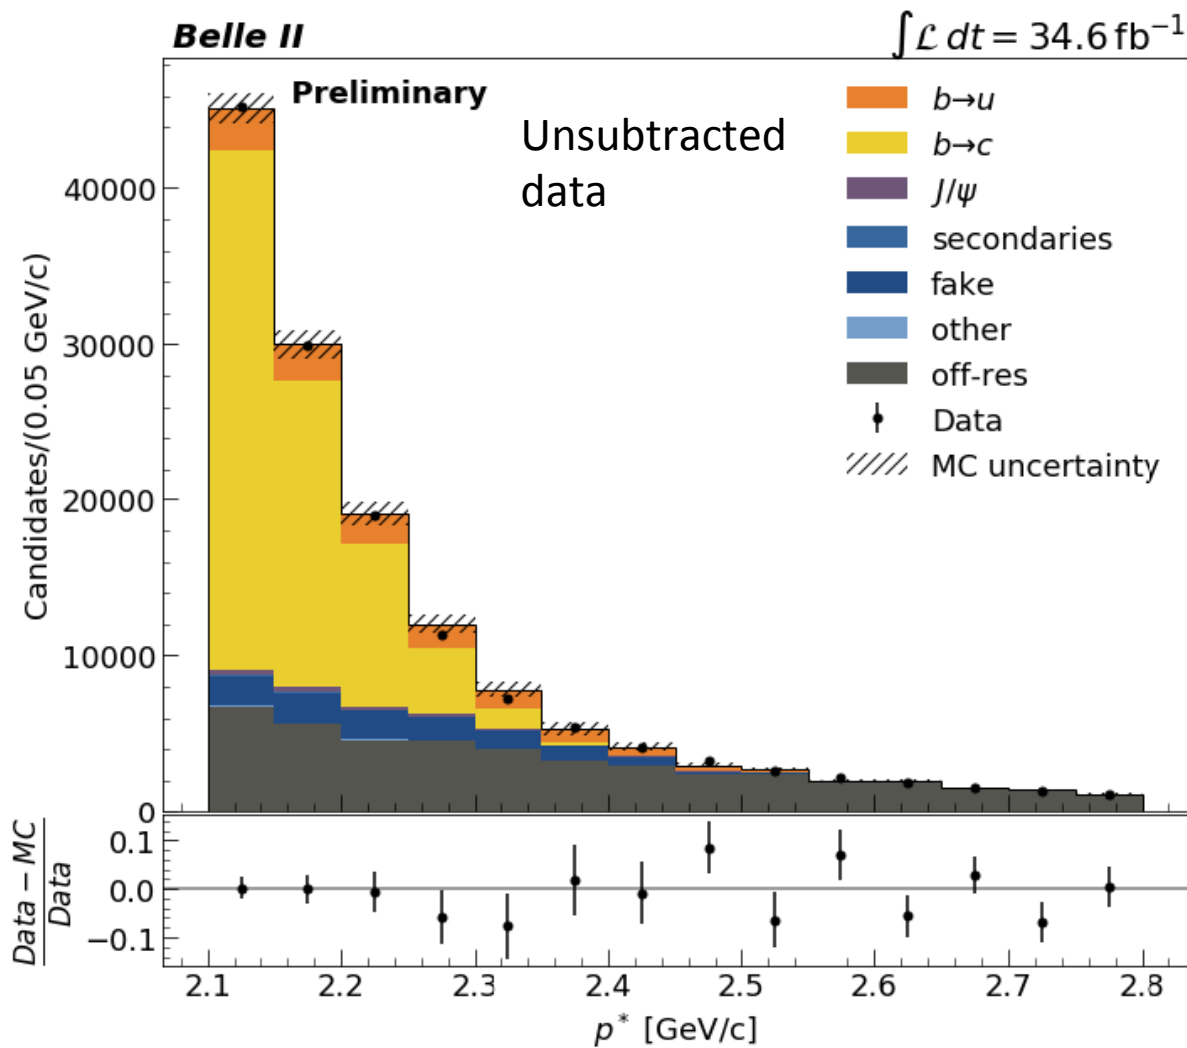 Belle II
∫ℒ dt = 34.6 fb⁻¹
Preliminary
Unsubtracted
data
b→u
b→c
J/ψ
secondaries
fake
other
off-res
Data
MC uncertainty
Candidates/(0.05 GeV/c)
40000
30000
20000
10000
0
Data − MC
Data
0.1
0.0
−0.1
2.1 2.2 2.3 2.4 2.5 2.6 2.7 2.8
p* [GeV/c]